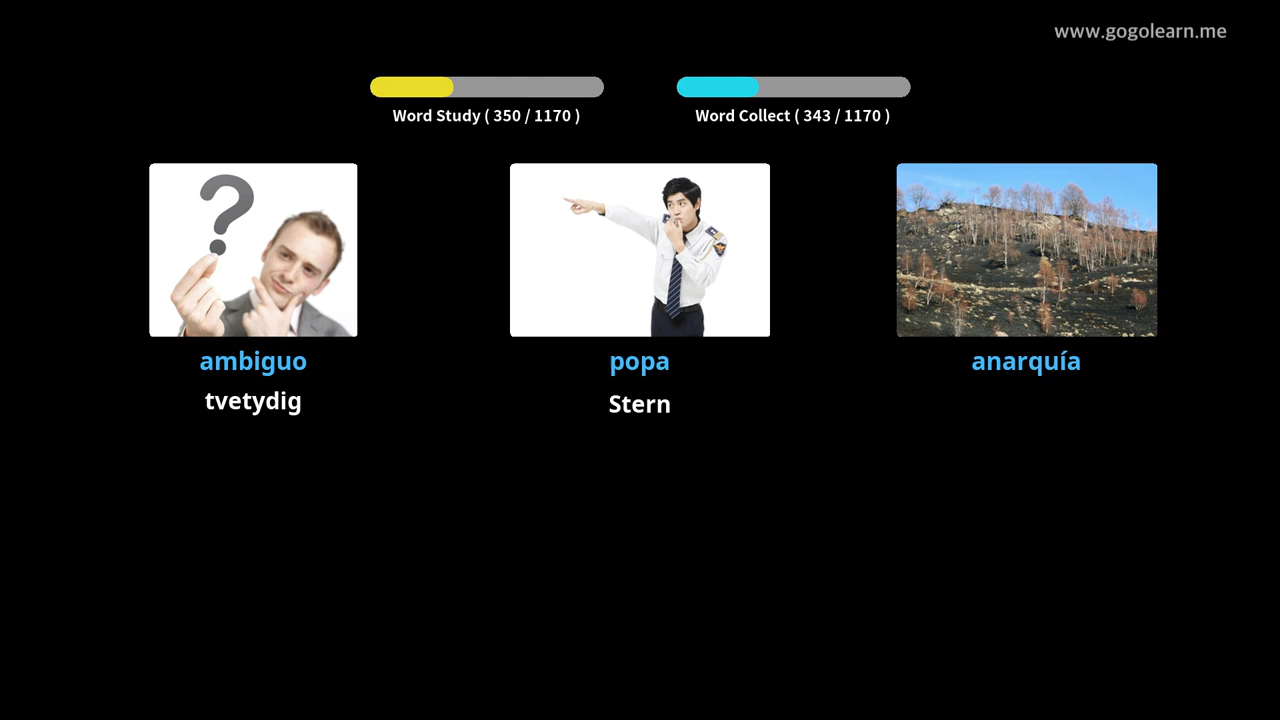 www.gogolearn.me
Word Study ( 350 / 1170 )
Word Collect ( 343 / 1170 )
ambiguo
popa
anarquía
tvetydig
Stern